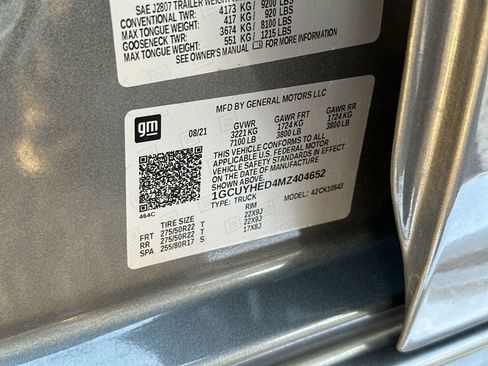 SAE J2807 TRAILER WEIGHT
CONVENTIONAL TWR: 4173 KG / 9200 LBS
MAX TONGUE WEIGHT: 417 KG / 920 LBS
GOOSENECK TWR: 3674 KG / 8100 LBS
MAX TONGUE WEIGHT: 551 KG / 1215 LBS
SEE OWNER'S MANUAL FOR MORE INFORMATION
gm
MFD BY GENERAL MOTORS LLC
08/21 GVWR GAWR FRT GAWR RR
3221 KG 1724 KG 1724 KG
7100 LB 3800 LB 3800 LB
THIS VEHICLE CONFORMS TO ALL
APPLICABLE U.S. FEDERAL MOTOR
VEHICLE SAFETY STANDARDS IN
EFFECT ON THE DATE OF
MANUFACTURE SHOWN ABOVE.
1GCUYHED4MZ404652
TYPE: TRUCK MODEL: 42CK10543
464C
TIRE SIZE RIM
FRT 275/50R22 T 22X9J
RR 275/50R22 T 22X9J
SPA 255/80R17 S 17X8J